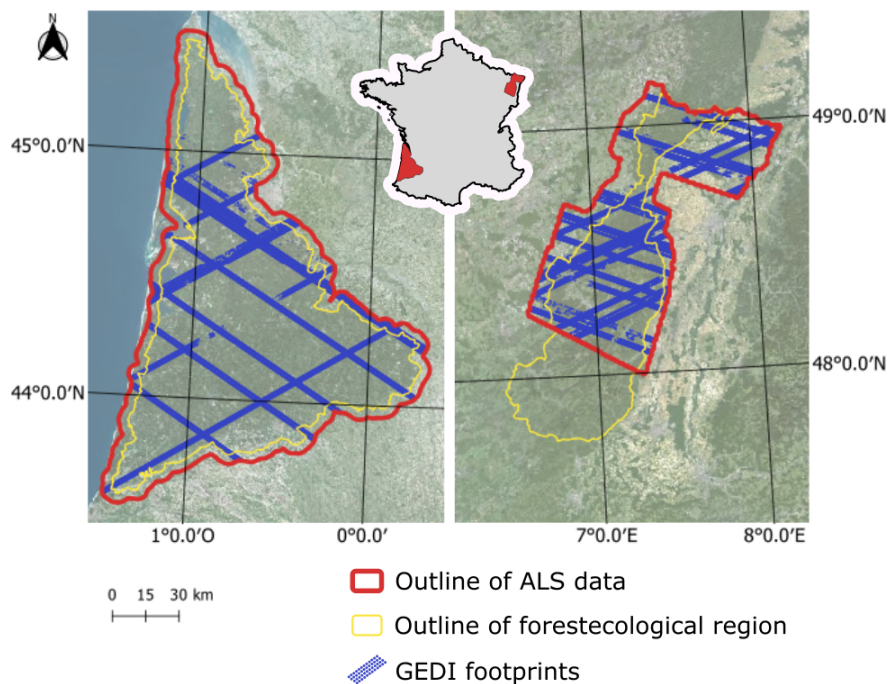 N
45°0.0′N
44°0.0′N
49°0.0′N
48°0.0′N
1°0.0′O
0°0.0′
7°0.0′E
8°0.0′E
0 15 30 km
Outline of ALS data
Outline of forestecological region
GEDI footprints